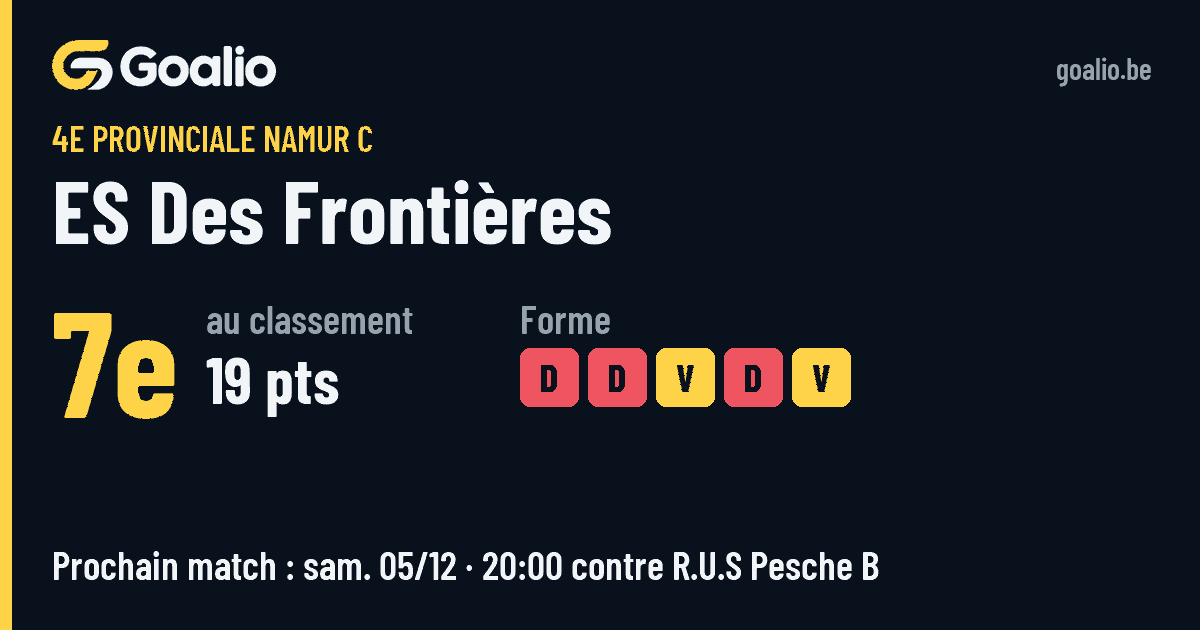 Goalio
goalio.be
4E PROVINCIALE NAMUR C
ES Des Frontières
7e
au classement
19 pts
Forme
D D V D V
Prochain match : sam. 05/12 · 20:00 contre R.U.S Pesche B